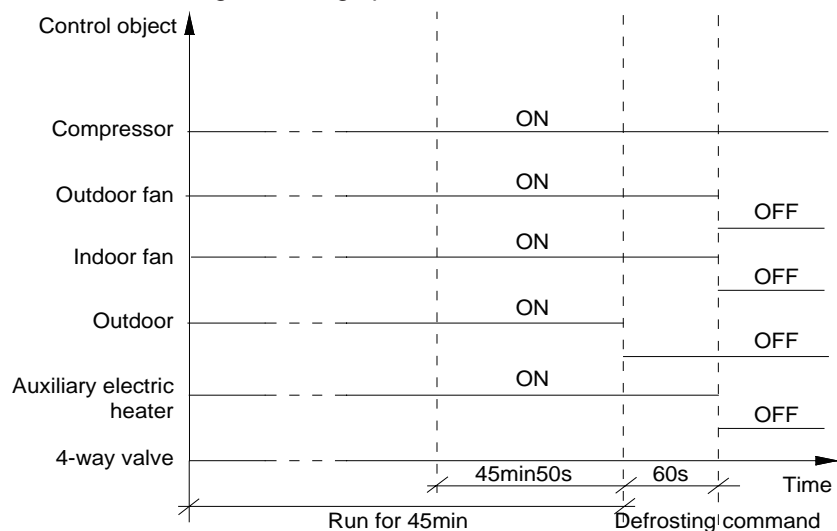 Control object
Compressor
ON
Outdoor fan
ON
OFF
Indoor fan
ON
OFF
Outdoor
ON
OFF
Auxiliary electric
heater
ON
OFF
4-way valve
45min50s
60s
Time
Run for 45min
Defrosting command